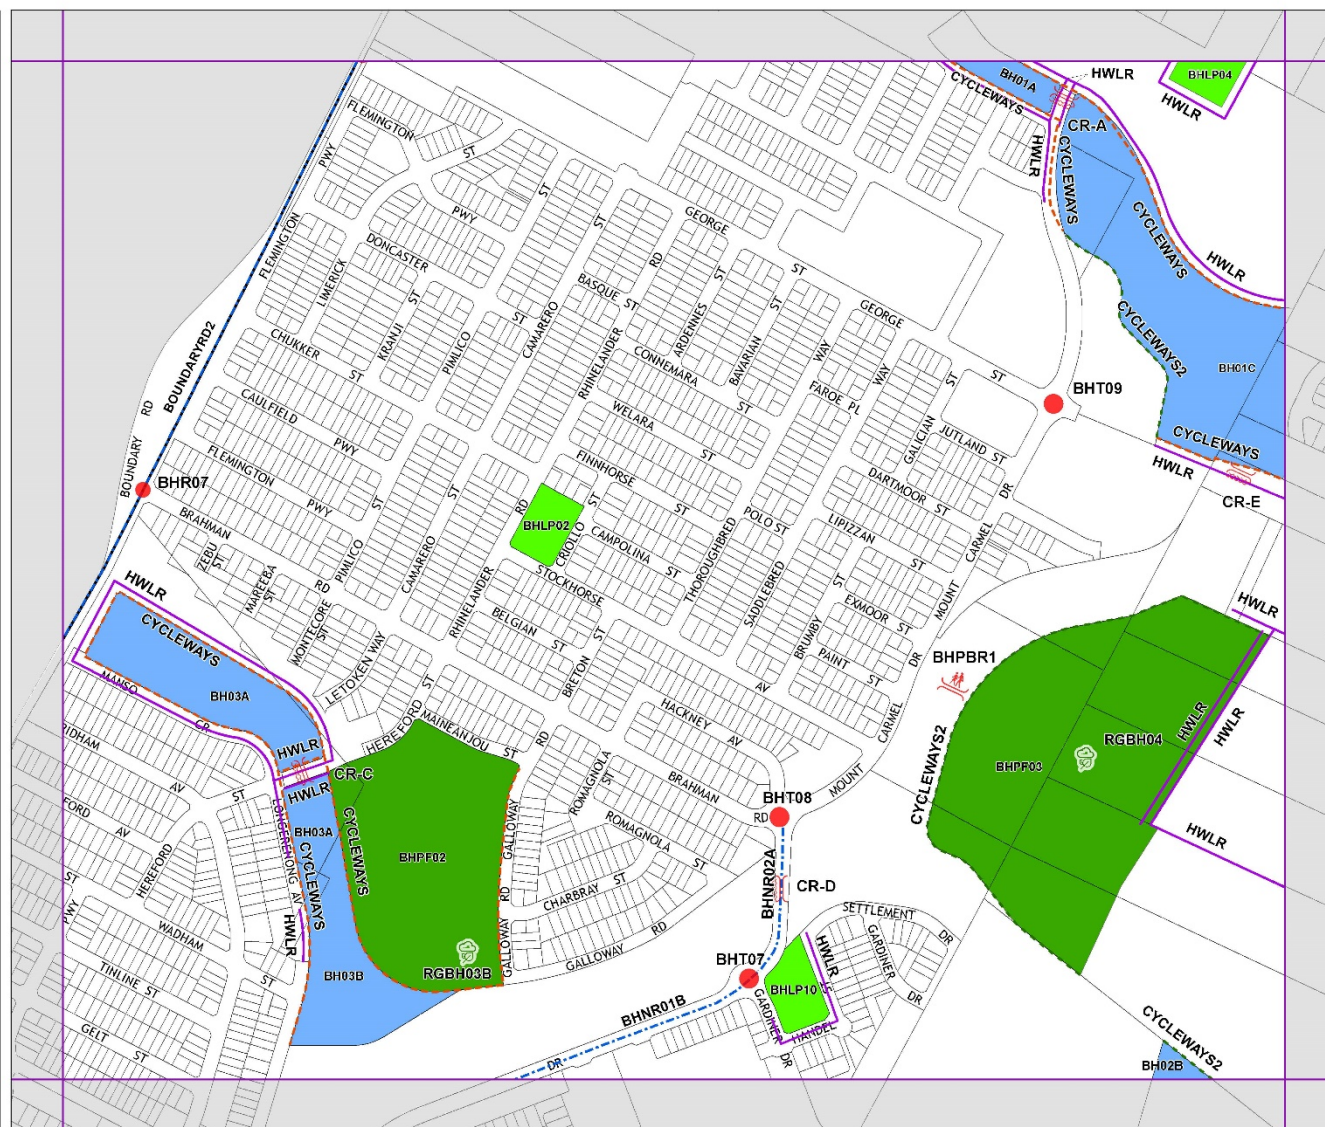 BH01A
HWLR
BHLP04
CYCLEWAYS
HWLR
FLEMINGTON
CR-A
HWLR
ST
PWY
CYCLEWAYS
ST
PWY
GEORGE
CYCLEWAYS
ST
FLEMINGTON
DONCASTER
RD
HWLR
LIMERICK
BASQUE ST
ST
ST
ST
ST
KRANJI
ST
CAMARERO
GEORGE
CYCLEWAYS2
BOUNDARYRD2
CHUKKER
PIMLICO
RHINELANDER
ARDENNES
BAVARIAN
WAY
CONNEMARA
ST
BH01C
ST
WAY
ST
FAROE PL
BHT09
RD
CAULFIELD
WELARA
ST
GALICIAN
JUTLAND ST
CYCLEWAYS
PWY
ST
BOUNDARY
FLEMINGTON
FINNHORSE
DARTMOOR
HWLR
BHR07
ST
DR
CR-E
PWY
ST
RD
ST
BRAHMAN
BHLP02
POLO ST
LIPIZZAN
ST
ZEBU
ST
CRIOLLO
CAMPOLINA
CARMEL
PIMLICO
CAMARERO
ST
THOROUGHBRED
ST
MAREEBA
ST
RD
STOCKHORSE
SADDLEBRED
ST
HWLR
RHINELANDER
EXMOOR
MOUNT
HWLR
CYCLEWAYS
MONTECORE
ST
BELGIAN
ST
ST
BRUMBY
ST
LETOKEN WAY
PAINT
DR
BHPBR1
MANSO
BH03A
ST
BRETON
AV
ST
CR
HEREFORD
MAINEANJOU
HACKNEY
CARMEL
HWLR
HWLR
RIDHAM
HWLR
ST
RD
AV
CYCLEWAYS2
RGBH04
AV
CR-C
ROMAGNOLA
ST
BRAHMAN
MOUNT
BHPF03
ST
HWLR
BHT08
FORD
AV
LONGERENONG AV
BH03A
CYCLEWAYS
GALLOWAY
ROMAGNOLA
RD
HWLR
HEREFORD
CYCLEWAYS
BHPF02
ST
ST
RD
CHARBRAY
ST
BHNR02A
CR-D
PWY
WADHAM
HWLR
GALLOWAY
RD
SETTLEMENT
DR
ST
GALLOWAY
GARDINER
TINLINE ST
BH03B
RGBH03B
BHT07
HWLR
BHLP10
DR
BHNR01B
GARDINER
HANDEL
GELT
ST
DR
DR
CYCLEWAYS2
BH02B